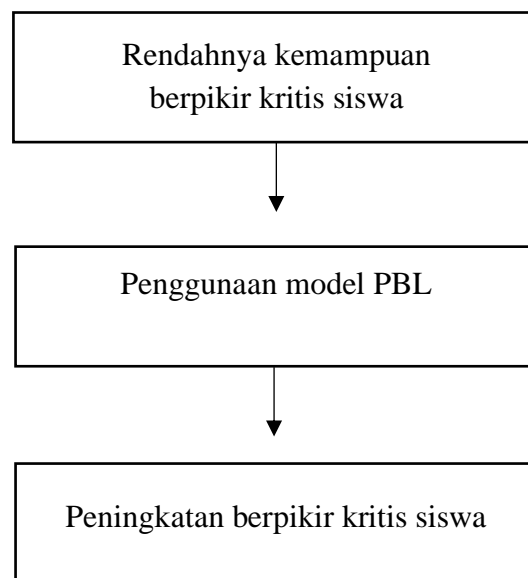 Rendahnya kemampuan
berpikir kritis siswa
Penggunaan model PBL
Peningkatan berpikir kritis siswa